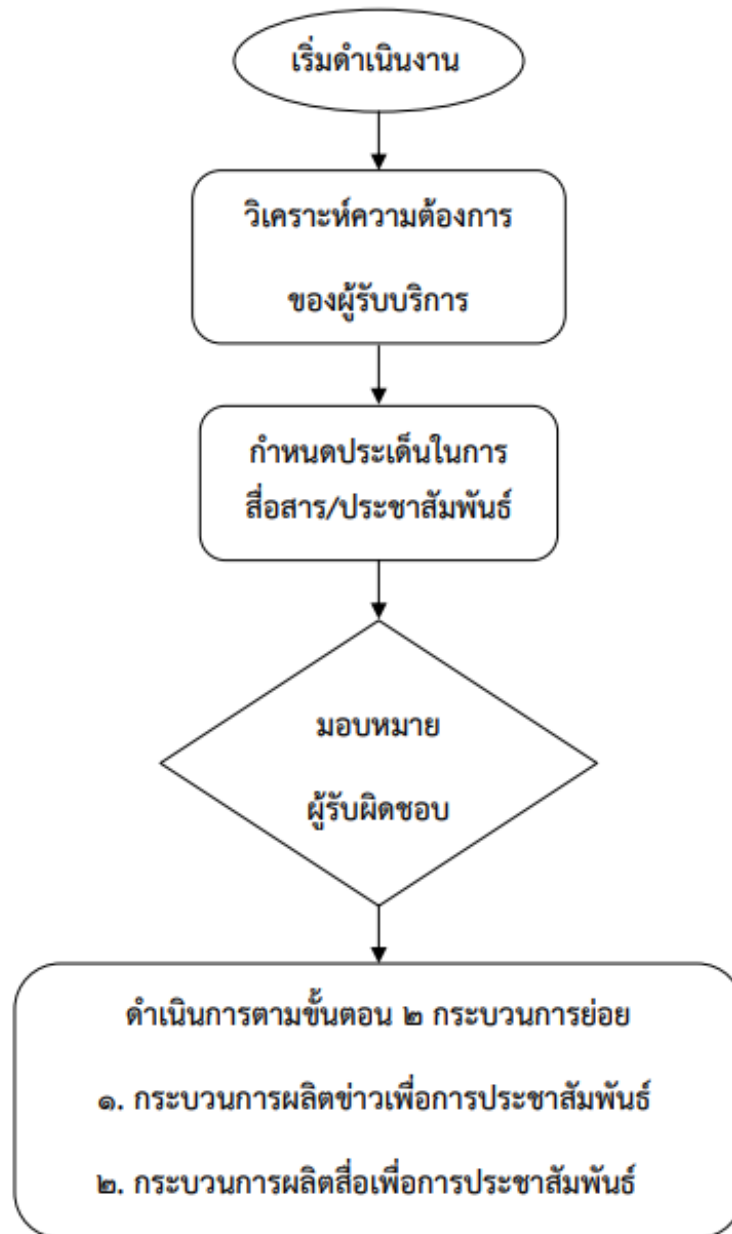 เริ่มดำเนินงาน
วิเคราะห์ความต้องการ
ของผู้รับบริการ
กำหนดประเด็นในการ
สื่อสาร/ประชาสัมพันธ์
มอบหมาย
ผู้รับผิดชอบ
ดำเนินการตามขั้นตอน ๒ กระบวนการย่อย
๑. กระบวนการผลิตข่าวเพื่อการประชาสัมพันธ์
๒. กระบวนการผลิตสื่อเพื่อการประชาสัมพันธ์